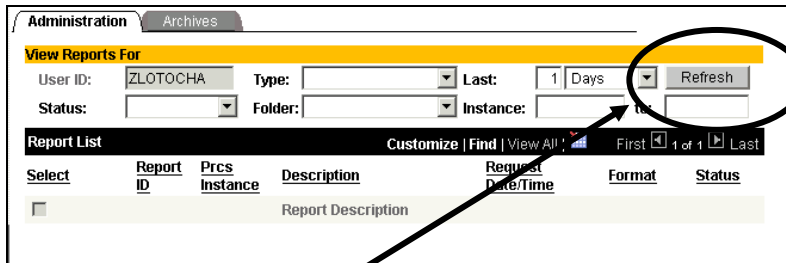 Administration Archives
View Reports For
User ID: ZLOTOCHA Type: Last: 1 Days Refresh
Status: Folder: Instance: to:
Report List Customize | Find | View All | First 1 of 1 Last
Select Report ID Prcs Instance Description Request Date/Time Format Status
Report Description